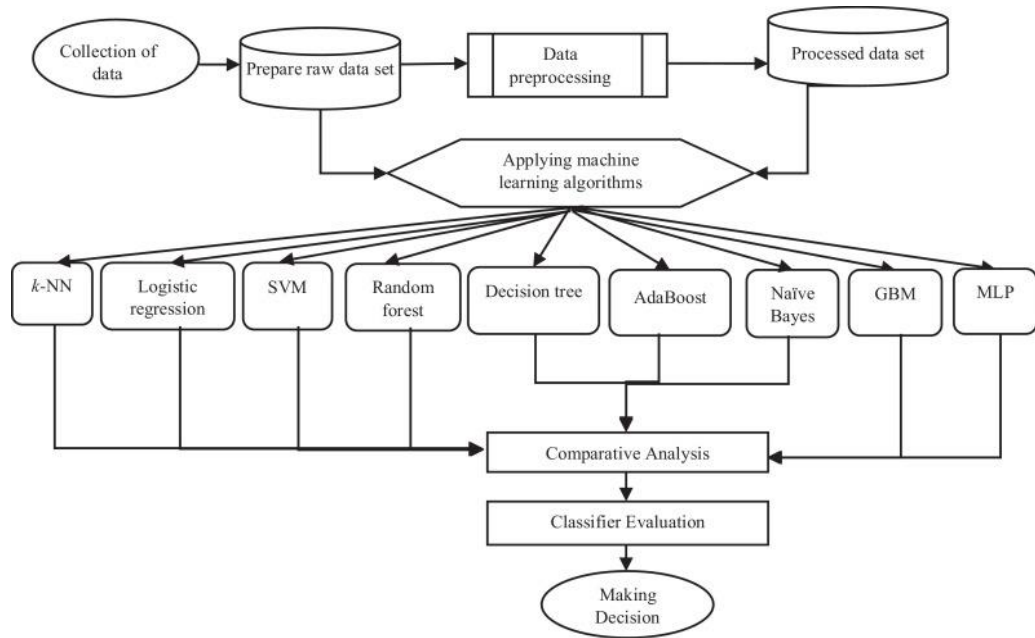 Collection of
data
Prepare raw data set
Data
preprocessing
Processed data set
Applying machine
learning algorithms
k-NN
Logistic
regression
SVM
Random
forest
Decision tree
AdaBoost
Naïve
Bayes
GBM
MLP
Comparative Analysis
Classifier Evaluation
Making
Decision